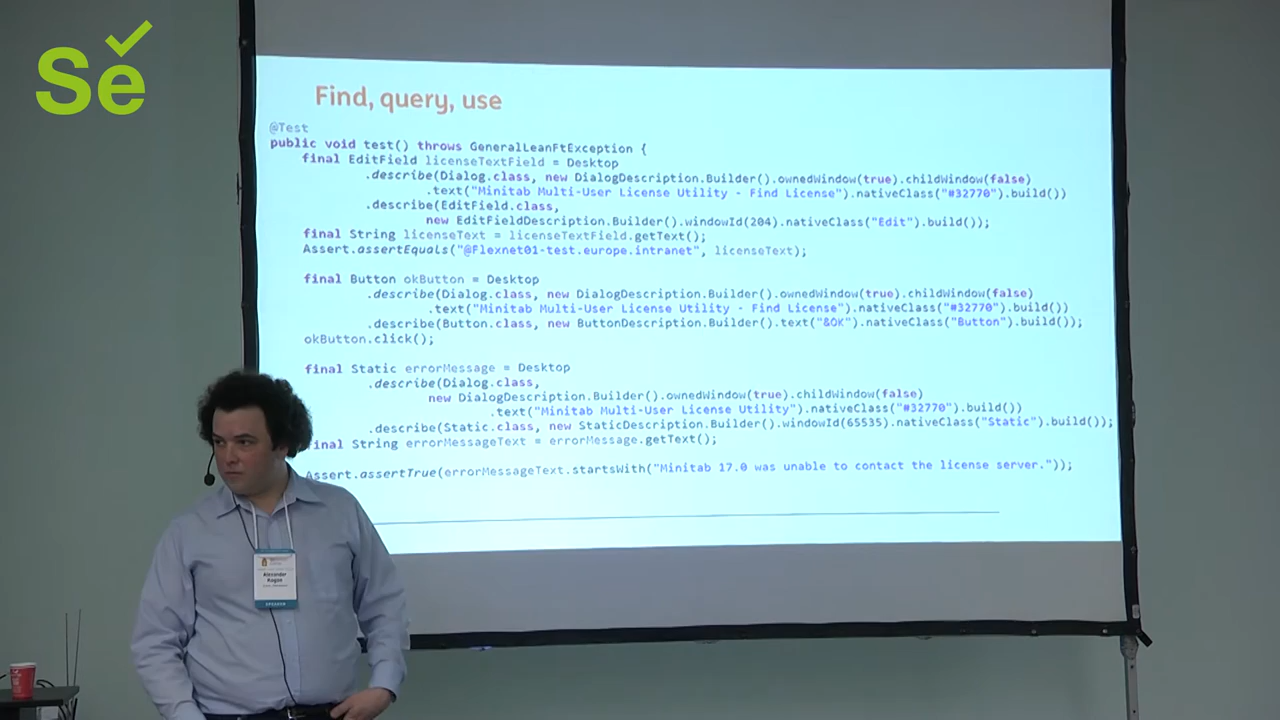 Se
Find, query, use
@Test
public void test() throws GeneralLeanFtException {
final EditField licenseTextField = Desktop
.describe(Dialog.class, new DialogDescription.Builder().ownedWindow(true).childWindow(false)
.text("Minitab Multi-User License Utility - Find License").nativeClass("#32770").build())
.describe(EditField.class,
new EditFieldDescription.Builder().windowId(204).nativeClass("Edit").build());
final String licenseText = licenseTextField.getText();
Assert.assertEquals("@Flexnet01-test.europe.intranet", licenseText);
final Button okButton = Desktop
.describe(Dialog.class, new DialogDescription.Builder().ownedWindow(true).childWindow(false)
.text("Minitab Multi-User License Utility - Find License").nativeClass("#32770").build())
.describe(Button.class, new ButtonDescription.Builder().text("&OK").nativeClass("Button").build());
okButton.click();
final Static errorMessage = Desktop
.describe(Dialog.class,
new DialogDescription.Builder().ownedWindow(true).childWindow(false)
.text("Minitab Multi-User License Utility").nativeClass("#32770").build())
.describe(Static.class, new StaticDescription.Builder().windowId(65535).nativeClass("Static").build());
final String errorMessageText = errorMessage.getText();
Assert.assertTrue(errorMessageText.startsWith("Minitab 17.0 was unable to contact the license server."));
Alexander
SPEAKER